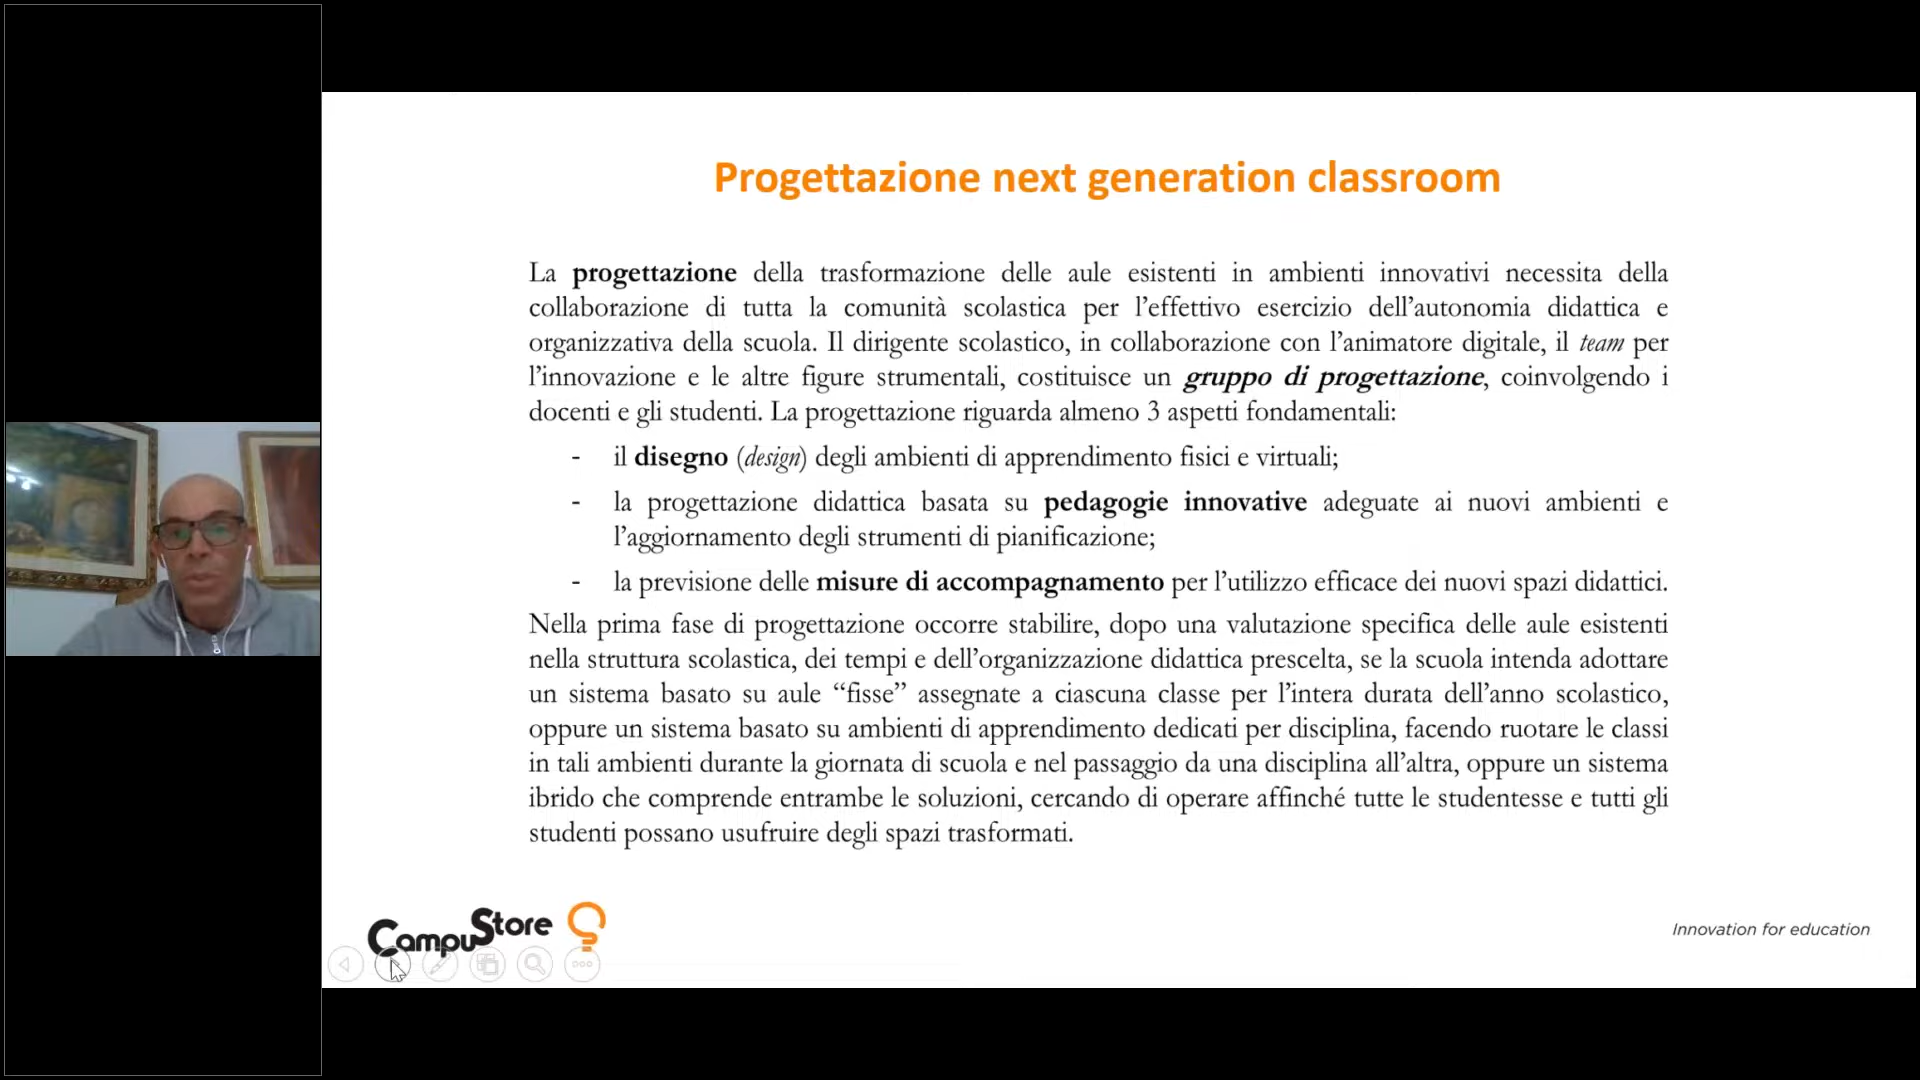 Progettazione next generation classroom
La progettazione della trasformazione delle aule esistenti in ambienti innovativi necessita della
collaborazione di tutta la comunità scolastica per l’effettivo esercizio dell’autonomia didattica e
organizzativa della scuola. Il dirigente scolastico, in collaborazione con l’animatore digitale, il team per
l’innovazione e le altre figure strumentali, costituisce un gruppo di progettazione, coinvolgendo i
docenti e gli studenti. La progettazione riguarda almeno 3 aspetti fondamentali:
- il disegno (design) degli ambienti di apprendimento fisici e virtuali;
- la progettazione didattica basata su pedagogie innovative adeguate ai nuovi ambienti e
l’aggiornamento degli strumenti di pianificazione;
- la previsione delle misure di accompagnamento per l’utilizzo efficace dei nuovi spazi didattici.
Nella prima fase di progettazione occorre stabilire, dopo una valutazione specifica delle aule esistenti
nella struttura scolastica, dei tempi e dell’organizzazione didattica prescelta, se la scuola intenda adottare
un sistema basato su aule “fisse” assegnate a ciascuna classe per l’intera durata dell’anno scolastico,
oppure un sistema basato su ambienti di apprendimento dedicati per disciplina, facendo ruotare le classi
in tali ambienti durante la giornata di scuola e nel passaggio da una disciplina all’altra, oppure un sistema
ibrido che comprende entrambe le soluzioni, cercando di operare affinché tutte le studentesse e tutti gli
studenti possano usufruire degli spazi trasformati.
CampuStore
Innovation for education